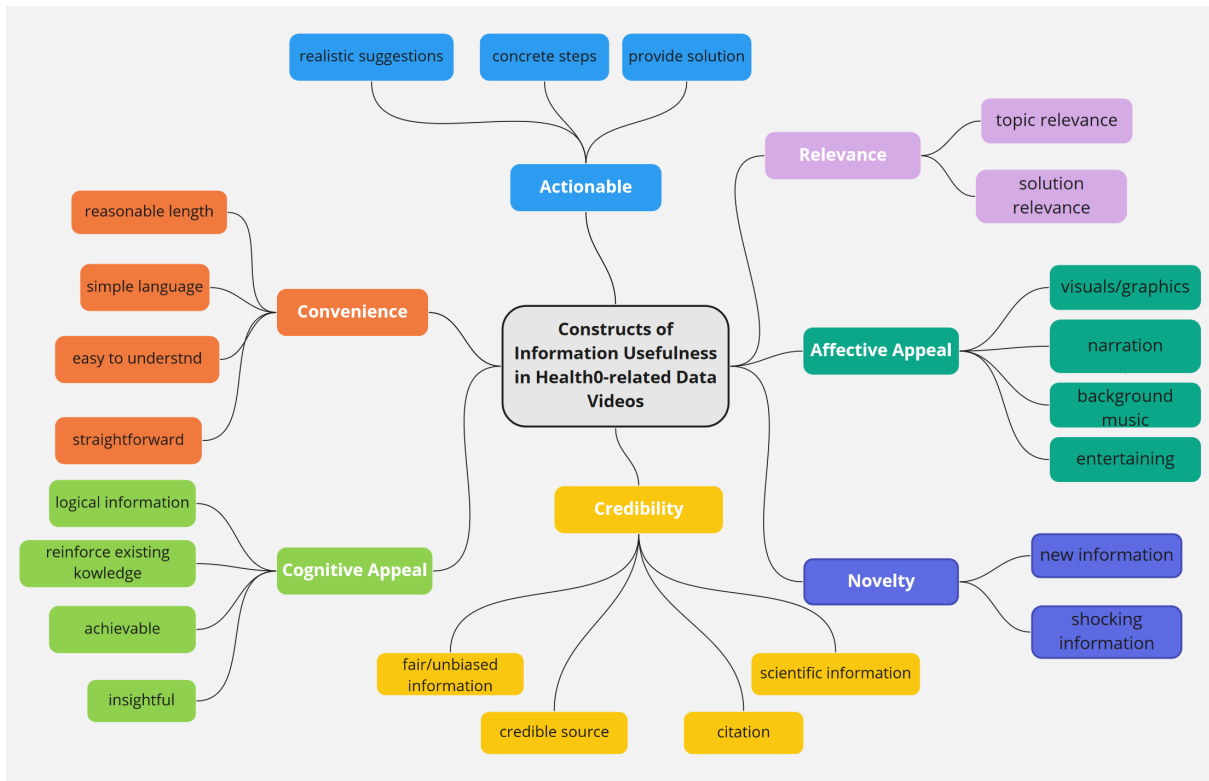 realistic suggestions
concrete steps
provide solution
Actionable
Relevance
topic relevance
solution
relevance
reasonable length
simple language
easy to understnd
straightforward
Convenience
Constructs of
Information Usefulness
in Health0-related Data
Videos
Affective Appeal
visuals/graphics
narration
background
music
entertaining
logical information
reinforce existing
kowledge
achievable
insightful
Cognitive Appeal
Credibility
fair/unbiased
information
credible source
citation
scientific information
Novelty
new information
shocking
information